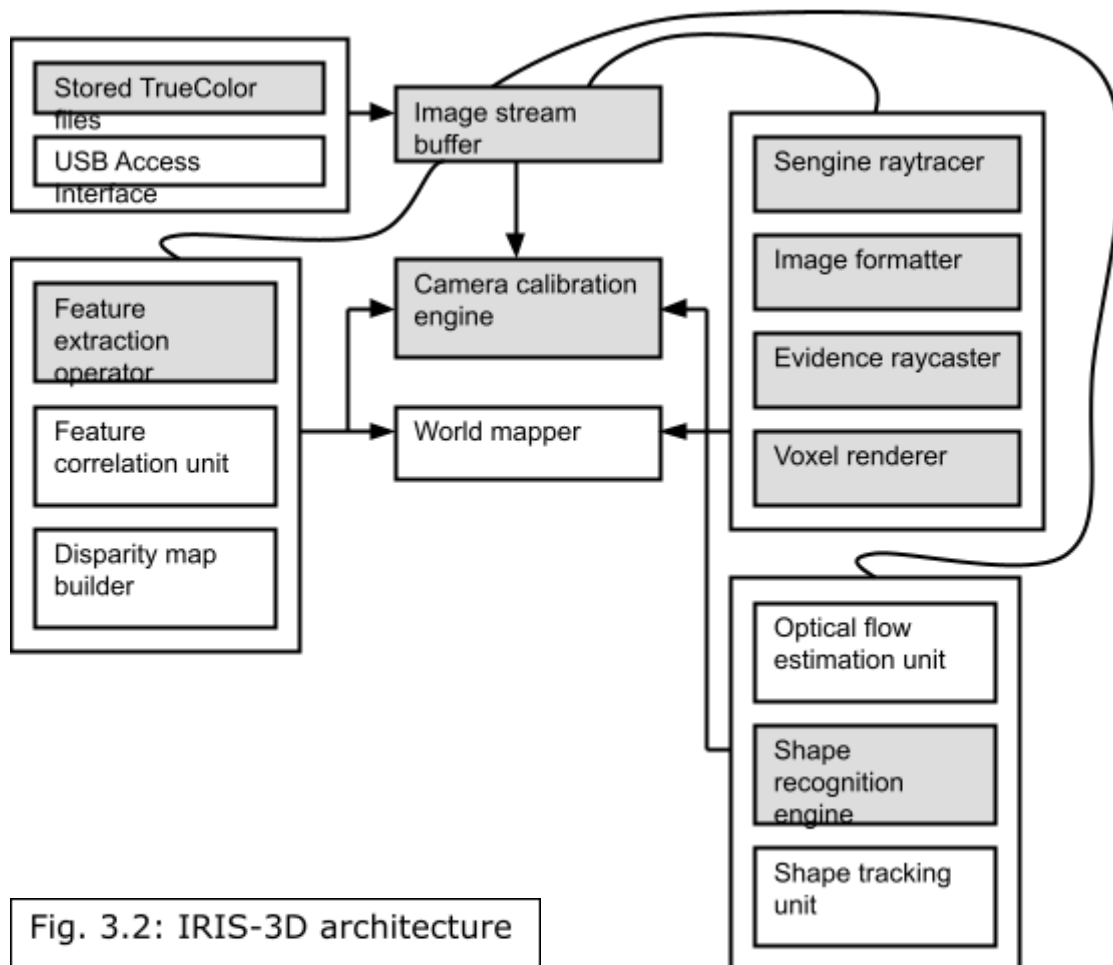 Stored TrueColor
files
USB Access
Interface
Image stream
buffer
Sengine raytracer
Image formatter
Evidence raycaster
Voxel renderer
Feature
extraction
operator
Feature
correlation unit
Disparity map
builder
Camera calibration
engine
World mapper
Optical flow
estimation unit
Shape
recognition
engine
Shape tracking
unit
Fig. 3.2: IRIS-3D architecture